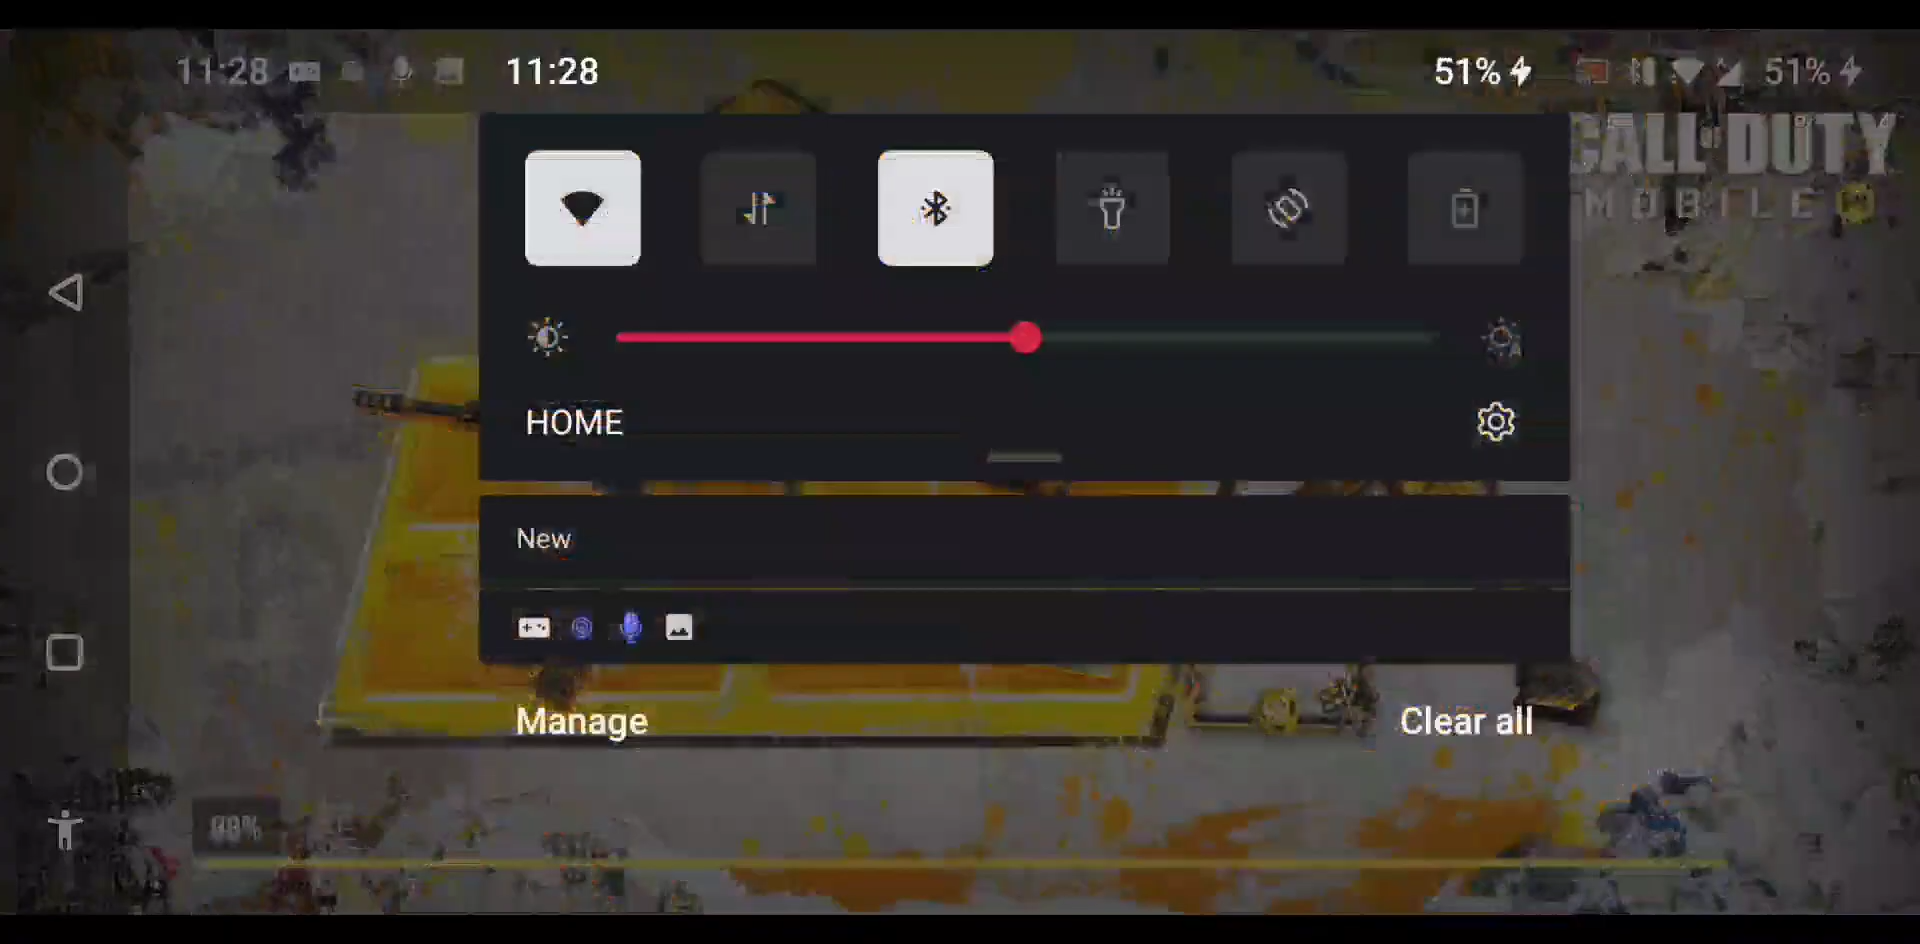 11:28
11:28
51%
51%
CALL DUTY
MOBILE
HOME
New
Manage
Clear all